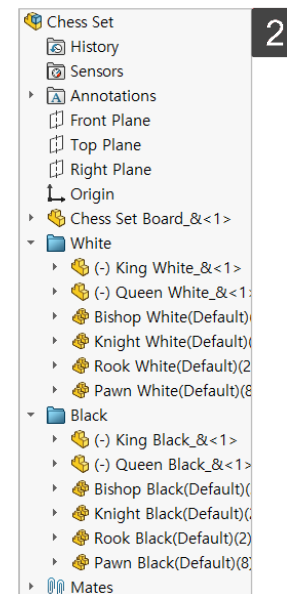 Chess Set
2
History
Sensors
Annotations
Front Plane
Top Plane
Right Plane
Origin
Chess Set Board_&<1>
White
(-) King White_&<1>
(-) Queen White_&<1>
Bishop White(Default)(
Knight White(Default)(
Rook White(Default)(2
Pawn White(Default)(8
Black
(-) King Black_&<1>
(-) Queen Black_&<1>
Bishop Black(Default)(
Knight Black(Default)(
Rook Black(Default)(2)
Pawn Black(Default)(8)
Mates